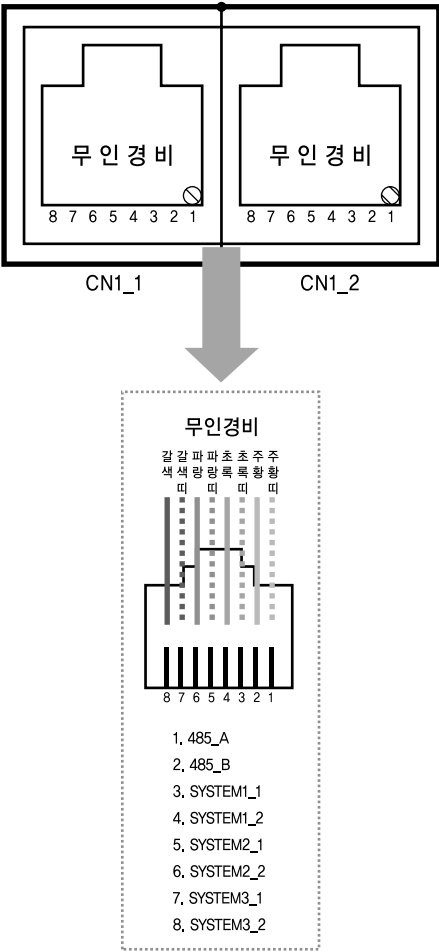 무인경비 무인경비
8 7 6 5 4 3 2 1 8 7 6 5 4 3 2 1
CN1_1 CN1_2
무인경비
갈색 갈색띠 파랑 파랑띠 초록 초록띠 주황 주황띠
8 7 6 5 4 3 2 1
1. 485_A
2. 485_B
3. SYSTEM1_1
4. SYSTEM1_2
5. SYSTEM2_1
6. SYSTEM2_2
7. SYSTEM3_1
8. SYSTEM3_2